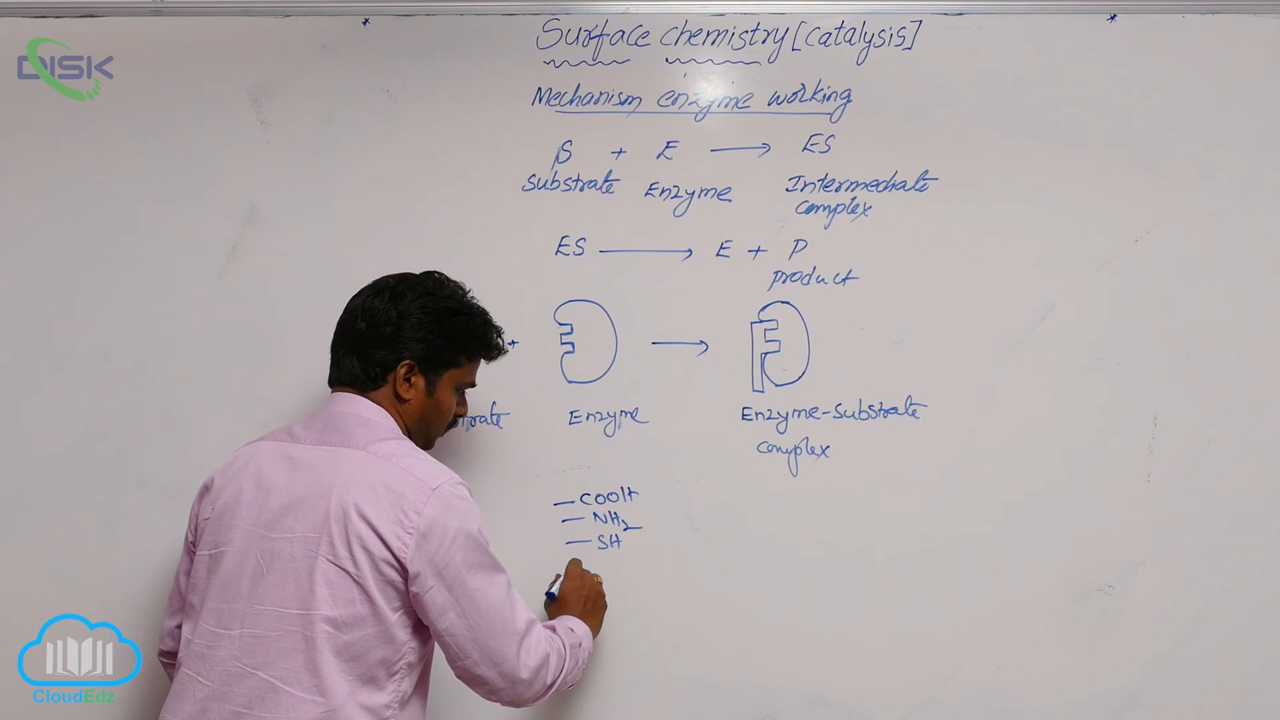 DISK
Surface chemistry [catalysis]
Mechanism enzyme working
S + E → ES
Substrate Enzyme Intermediate
complex
ES → E + P
product
+ →
Enzyme Enzyme-Substrate
complex
— COOH
— NH2
— SH
CloudEdz